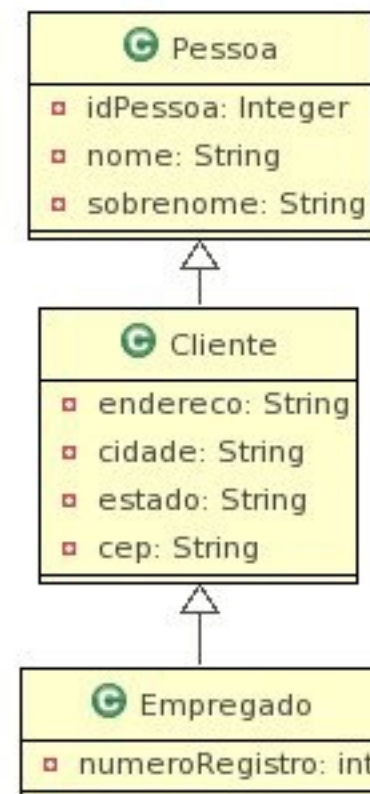 C Pessoa
idPessoa: Integer
nome: String
sobrenome: String
C Cliente
endereco: String
cidade: String
estado: String
cep: String
C Empregado
numeroRegistro: int